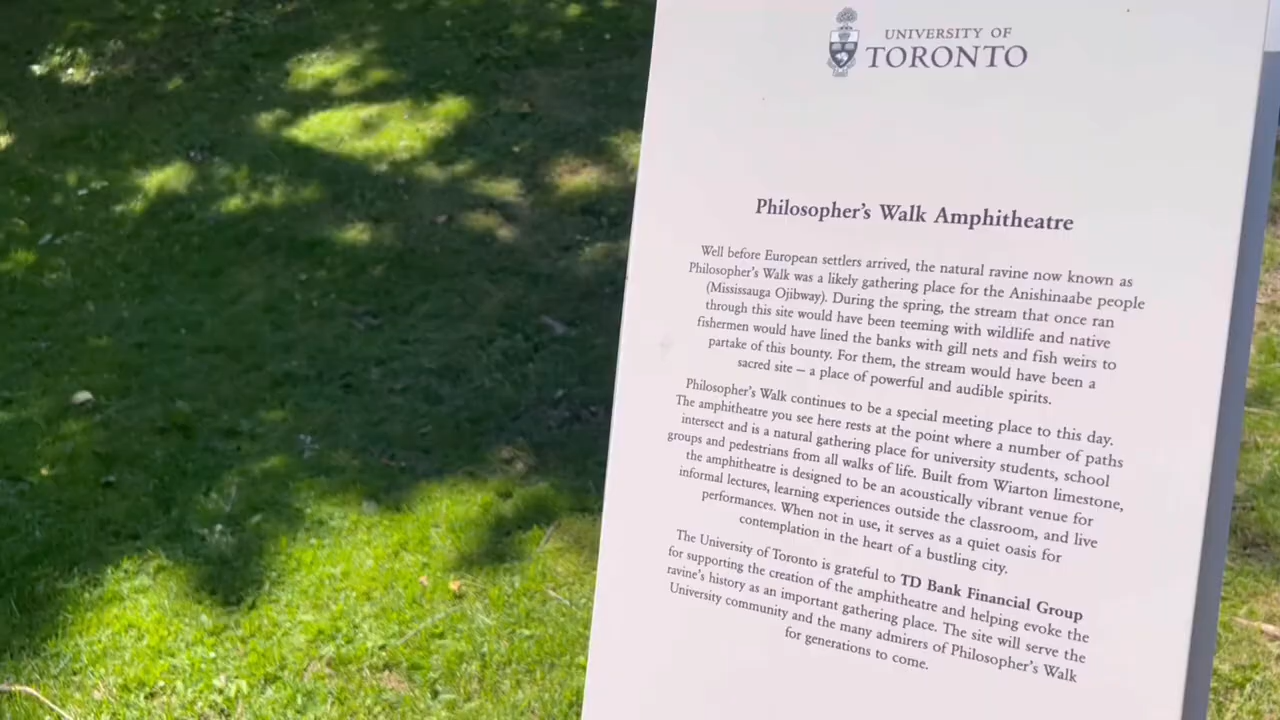 UNIVERSITY OF
TORONTO
Philosopher's Walk Amphitheatre
Well before European settlers arrived, the natural ravine now known as
Philosopher's Walk was a likely gathering place for the Anishinaabe people
(Mississauga Ojibway). During the spring, the stream that once ran
through this site would have been teeming with wildlife and native
fishermen would have lined the banks with gill nets and fish weirs to
partake of this bounty. For them, the stream would have been a
sacred site – a place of powerful and audible spirits.
Philosopher's Walk continues to be a special meeting place to this day.
The amphitheatre you see here rests at the point where a number of paths
intersect and is a natural gathering place for university students, school
groups and pedestrians from all walks of life. Built from Wiarton limestone,
the amphitheatre is designed to be an acoustically vibrant venue for
informal lectures, learning experiences outside the classroom, and live
performances. When not in use, it serves as a quiet oasis for
contemplation in the heart of a bustling city.
The University of Toronto is grateful to TD Bank Financial Group
for supporting the creation of the amphitheatre and helping evoke the
ravine's history as an important gathering place. The site will serve the
University community and the many admirers of Philosopher's Walk
for generations to come.